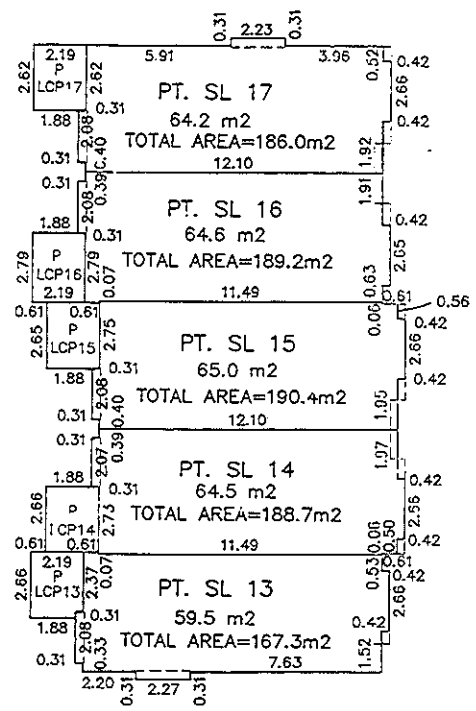 0.31 2.23 0.31
2.19 5.91 3.96 0.52 0.42
2.62 P 2.62 2.66
LCP17 PT. SL 17
0.31 64.2 m2 0.42
1.88 2.08 TOTAL AREA=186.0m2 1.92
0.31 0.40 12.10
0.31 0.39 1.91
2.08 PT. SL 16
1.88 0.31 64.6 m2 0.42
2.79 P 2.79 TOTAL AREA=189.2m2 2.65
LCP16 0.63
2.19 0.07 11.49 0.61
0.61 0.61 0.06 0.56
2.65 P 2.75 0.42
LCP15 PT. SL 15 2.66
1.88 0.31 65.0 m2 0.42
2.08 TOTAL AREA=190.4m2 1.95
0.31 0.40 12.10
0.31 0.39 1.97
2.07 PT. SL 14
1.88 0.31 64.5 m2 0.42
2.66 P 2.73 TOTAL AREA=188.7m2 2.56
LCP14 0.06 0.50 0.42
0.61 0.61 11.49 0.61
2.19 0.07 0.53 0.42
2.66 P 2.37 PT. SL 13 2.66
LCP13 0.31 59.5 m2
1.88 2.08 TOTAL AREA=167.3m2 0.42
0.31 0.33 7.63 1.52
2.20 0.31 2.27 0.31